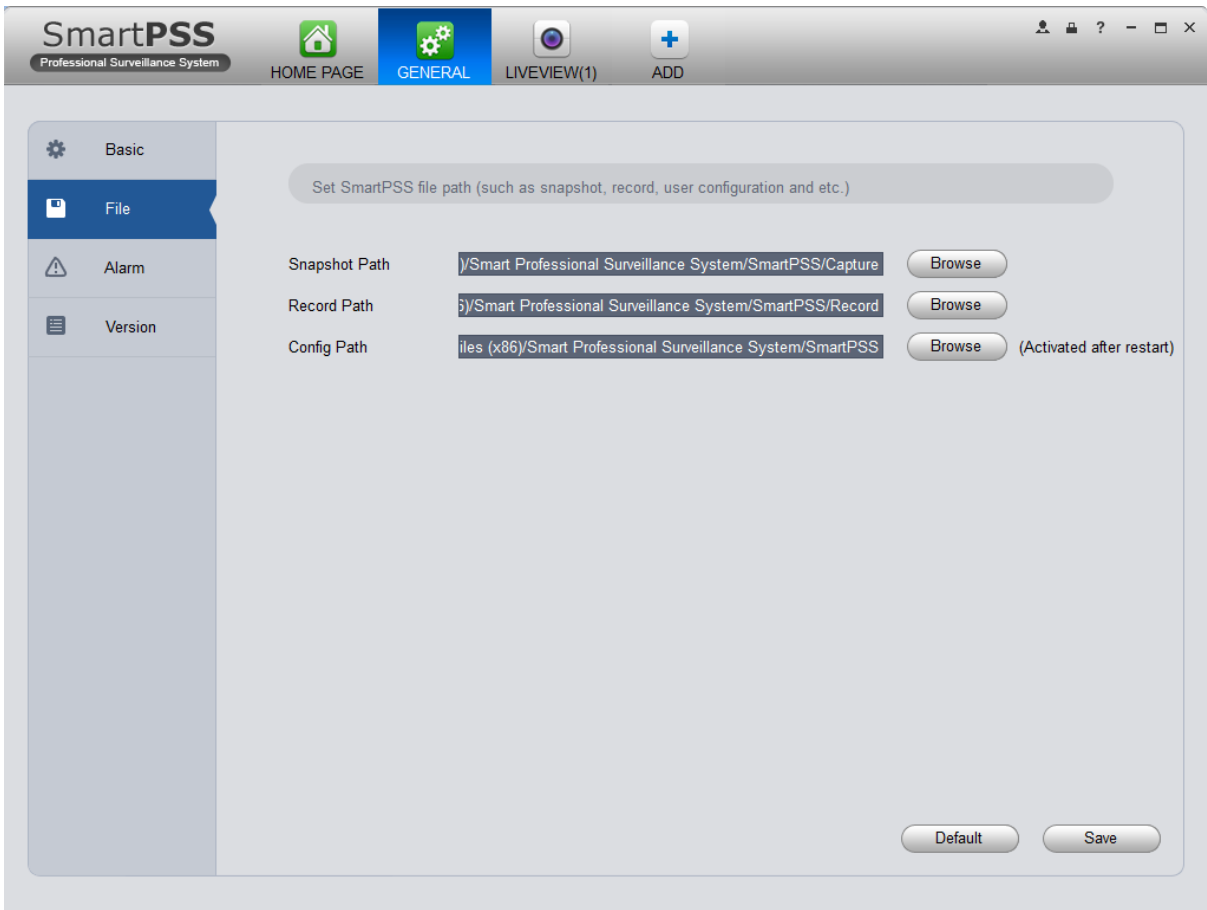 SmartPSS
Professional Surveillance System
HOME PAGE
GENERAL
LIVEVIEW(1)
ADD
?
Basic
File
Alarm
Version
Set SmartPSS file path (such as snapshot, record, user configuration and etc.)
Snapshot Path )/Smart Professional Surveillance System/SmartPSS/Capture Browse
Record Path 6)/Smart Professional Surveillance System/SmartPSS/Record Browse
Config Path iles (x86)/Smart Professional Surveillance System/SmartPSS Browse (Activated after restart)
Default Save